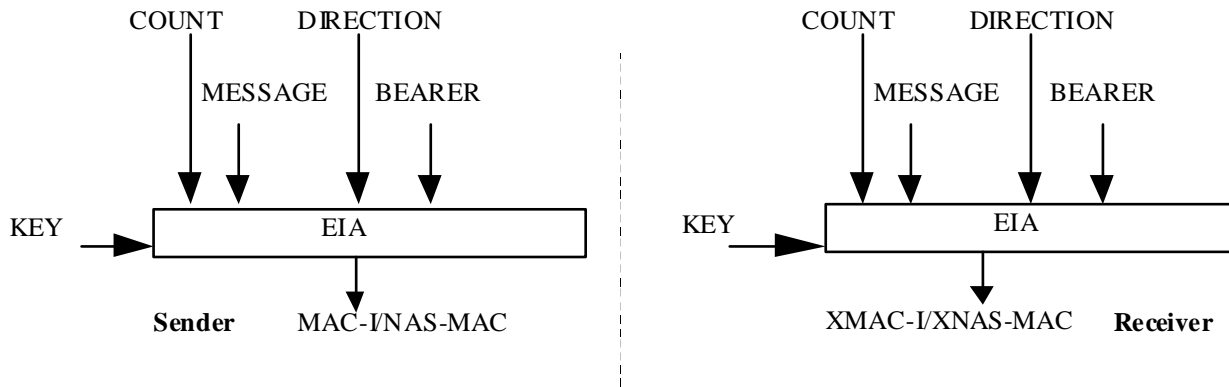 COUNT DIRECTION COUNT DIRECTION
MESSAGE BEARER MESSAGE BEARER
KEY EIA KEY EIA
Sender MAC-I/NAS-MAC XMAC-I/XNAS-MAC Receiver